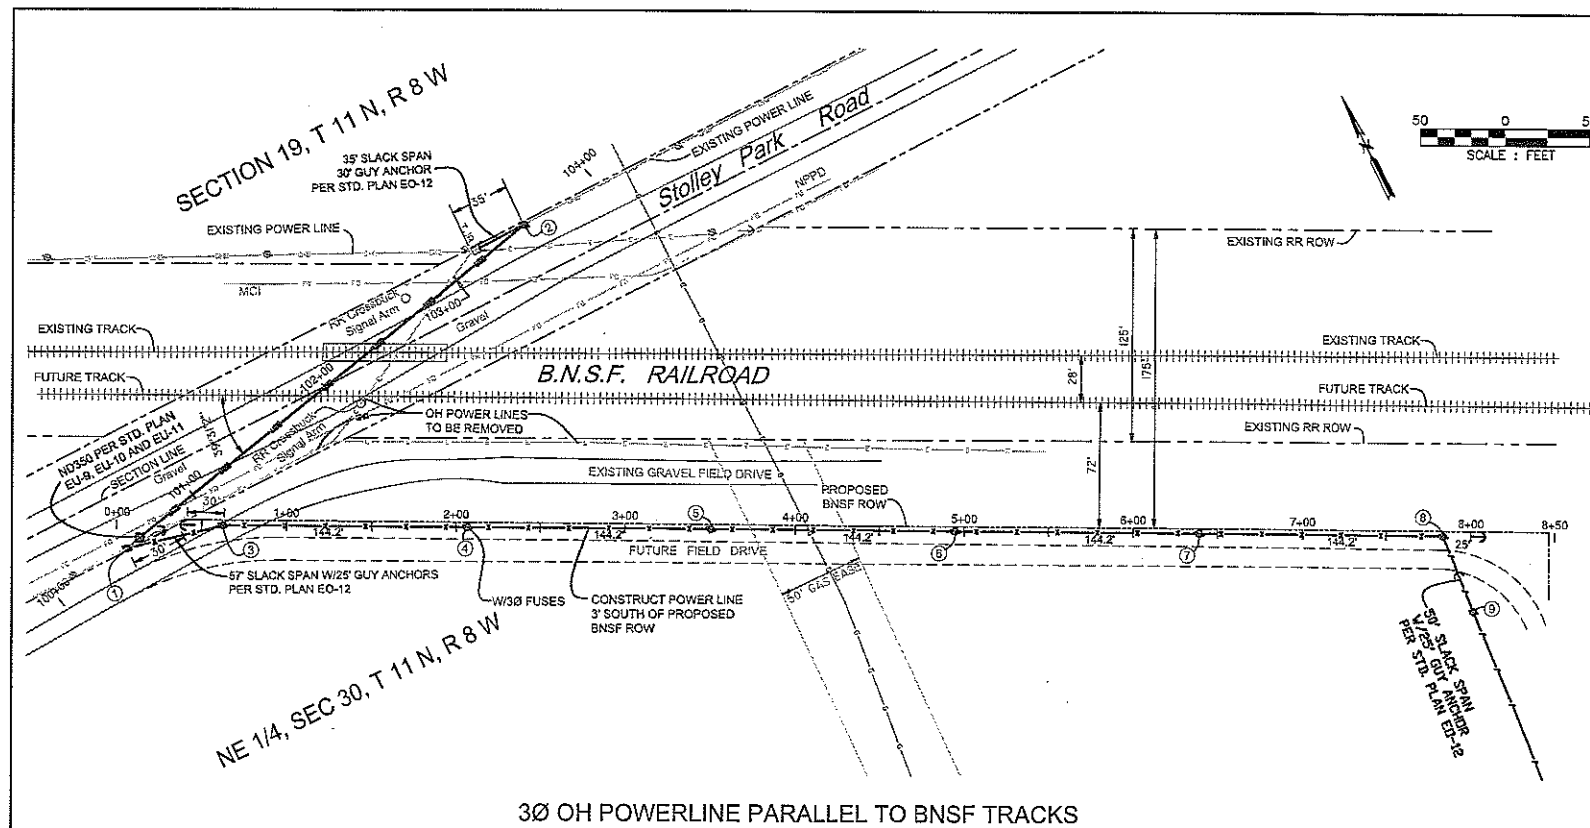 SECTION 19, T 11 N, R 8 W
35' SLACK SPAN
30' GUY ANCHOR
PER STD. PLAN EO-12
35'
104+00
EXISTING POWER LINE
Stolley Park Road
NPPD
50 0
SCALE : FEET
N
2
EXISTING POWER LINE
EXISTING RR ROW
MCI
RR Crossbuck
Signal Arm
103+00
Gravel
125'
175'
EXISTING TRACK
EXISTING TRACK
102+00
B.N.S.F. RAILROAD
28'
FUTURE TRACK
FUTURE TRACK
OH POWER LINES
TO BE REMOVED
EXISTING RR ROW
RR Crossbuck
Signal Arm
ND350 PER STD. PLAN
EU-9, EU-10 AND EU-11
SECTION LINE
Gravel
101+00
72'
EXISTING GRAVEL FIELD DRIVE
PROPOSED
BNSF ROW
30'
0+00
1+00
2+00
3+00
4+00
5+00
6+00
7+00
8+00
8+50
144.2'
144.2'
144.2'
144.2'
144.2'
25'
1
3
4
5
6
7
8
9
50'
100+00
FUTURE FIELD DRIVE
57' SLACK SPAN W/25' GUY ANCHORS
PER STD. PLAN EO-12
W/3Ø FUSES
CONSTRUCT POWER LINE
3' SOUTH OF PROPOSED
BNSF ROW
50' GAS EASE
50' SLACK SPAN
W/25' GUY ANCHOR
PER STD. PLAN EO-12
NE 1/4, SEC 30, T 11 N, R 8 W
3Ø OH POWERLINE PARALLEL TO BNSF TRACKS